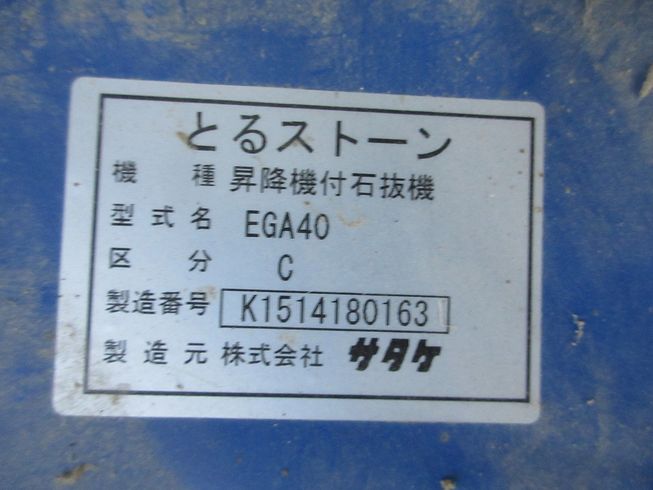 とるストーン
機種 昇降機付石抜機
型式名 EGA40
区分 C
製造番号 K1514180163
製造元 株式会社 サタケ